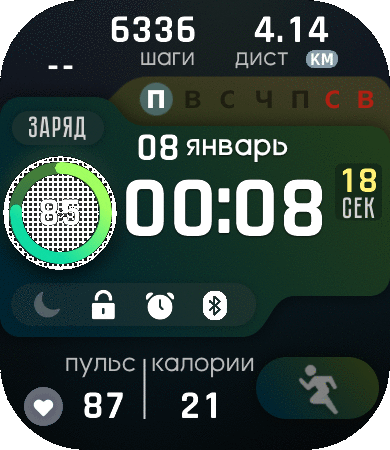 6336 4.14
-- шаги дист КМ
П В С Ч П С В
ЗАРЯД
08 январь
85
00:08
18
СЕК
пульс калории
87 21